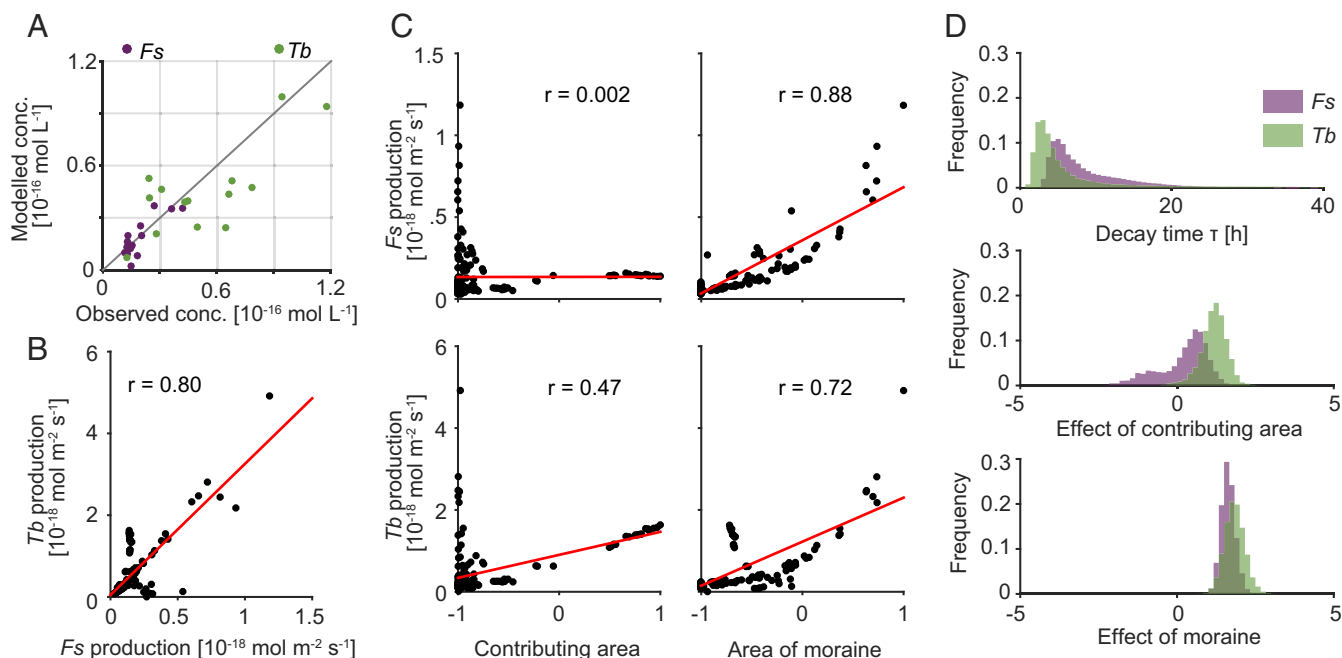 A
Fs
Tb
1.2
0.6
0
Modelled conc.
[10⁻¹⁶ mol L⁻¹]
0
0.6
1.2
Observed conc. [10⁻¹⁶ mol L⁻¹]
B
r = 0.80
6
4
2
0
Tb production
[10⁻¹⁸ mol m⁻² s⁻¹]
0
0.5
1
1.5
Fs production [10⁻¹⁸ mol m⁻² s⁻¹]
C
1.5
1
.5
0
Fs production
[10⁻¹⁸ mol m⁻² s⁻¹]
r = 0.002
r = 0.88
6
4
2
0
Tb production
[10⁻¹⁸ mol m⁻² s⁻¹]
r = 0.47
r = 0.72
-1
0
1
Contributing area
-1
0
1
Area of moraine
D
0.3
0.2
0.1
0
Frequency
Fs
Tb
0
20
40
Decay time τ [h]
0.3
0.2
0.1
0
Frequency
-5
0
5
Effect of contributing area
0.3
0.2
0.1
0
Frequency
-5
0
5
Effect of moraine